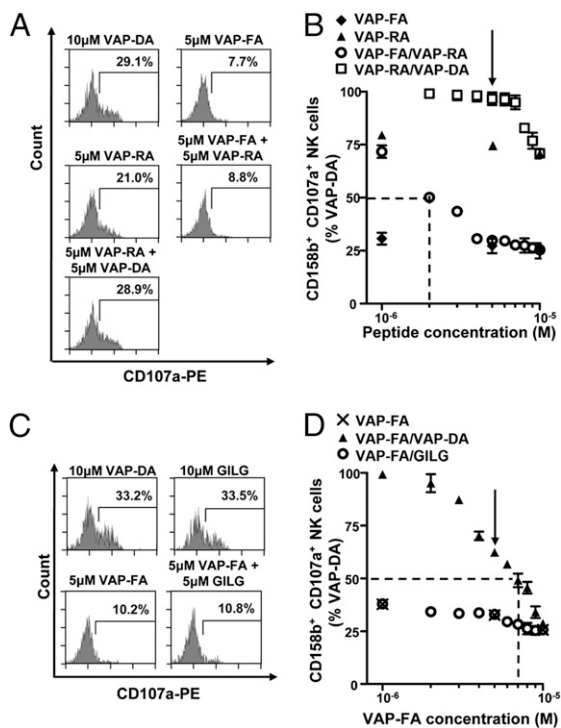 A
10µM VAP-DA
5µM VAP-FA
29.1%
7.7%
5µM VAP-RA
5µM VAP-FA +
5µM VAP-RA
21.0%
8.8%
5µM VAP-RA +
5µM VAP-DA
28.9%
Count
CD107a-PE
B
VAP-FA
VAP-RA
VAP-FA/VAP-RA
VAP-RA/VAP-DA
CD158b⁺ CD107a⁺ NK cells
(% VAP-DA)
100
75
50
25
0
10⁻⁶
10⁻⁵
Peptide concentration (M)
C
10µM VAP-DA
10µM GILG
33.2%
33.5%
5µM VAP-FA
5µM VAP-FA +
5µM GILG
10.2%
10.8%
Count
CD107a-PE
D
VAP-FA
VAP-FA/VAP-DA
VAP-FA/GILG
CD158b⁺ CD107a⁺ NK cells
(% VAP-DA)
100
75
50
25
0
10⁻⁶
10⁻⁵
VAP-FA concentration (M)